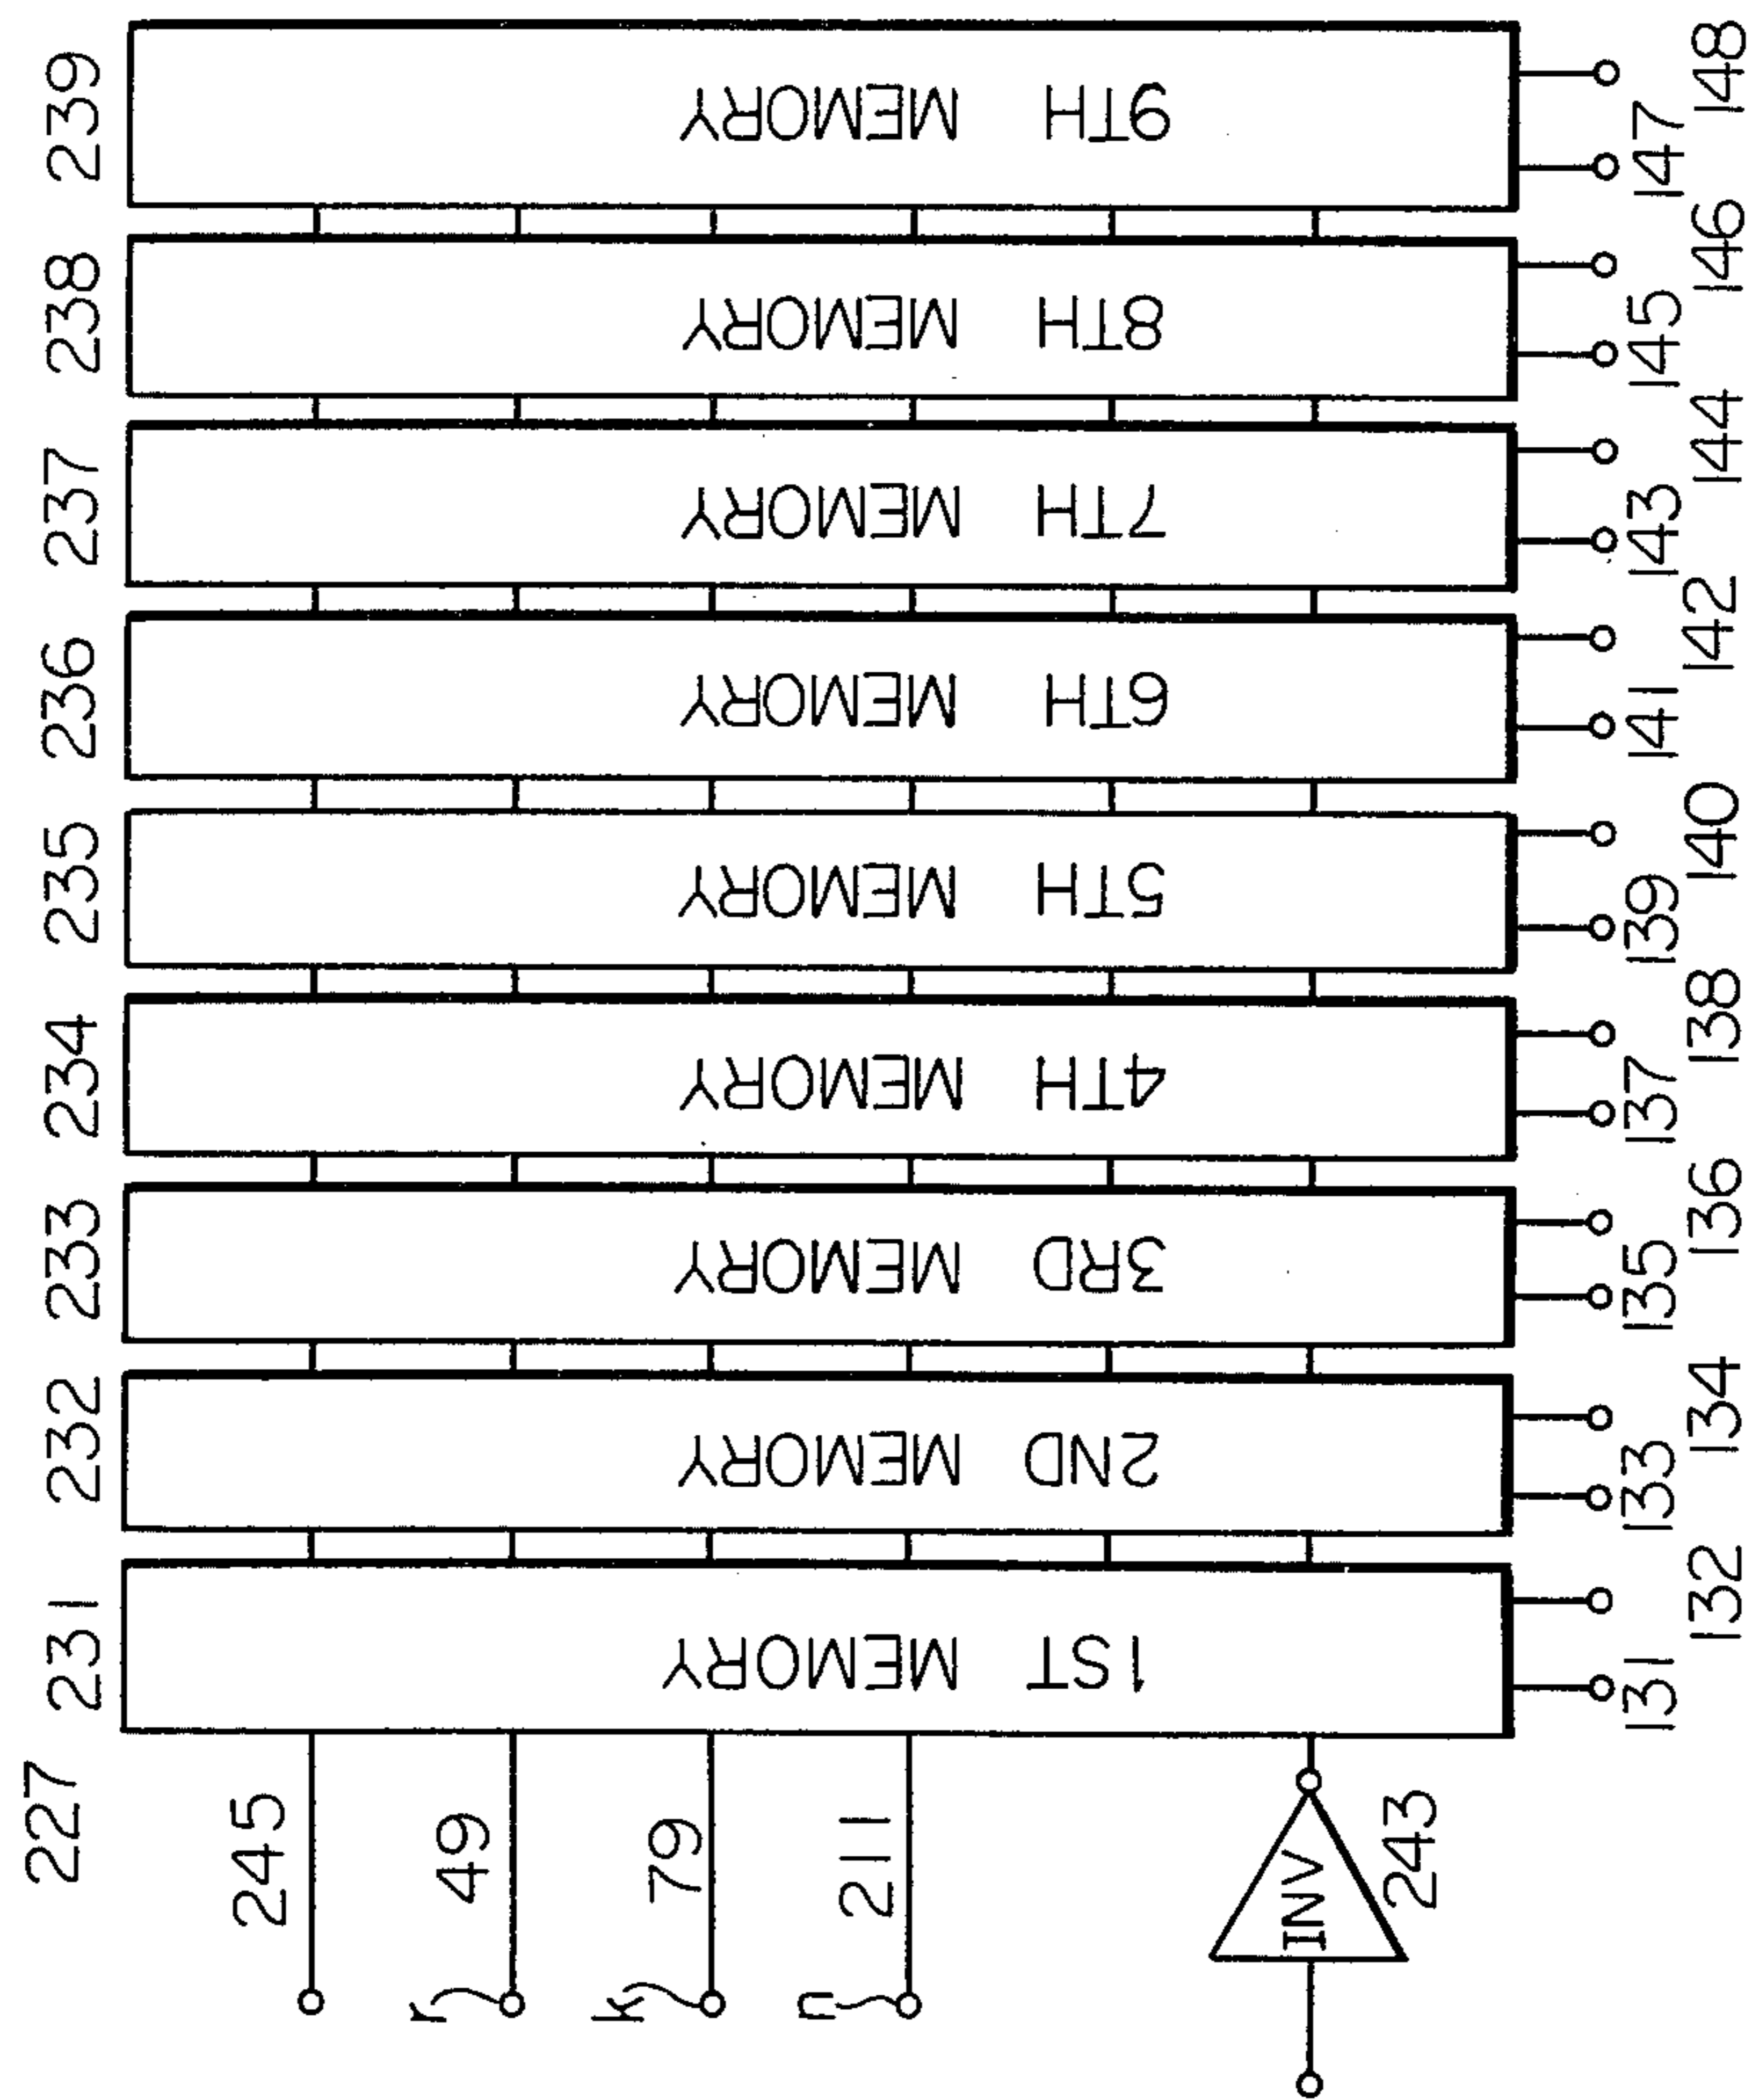 239
9TH MEMORY
147
148
238
8TH MEMORY
145
146
237
7TH MEMORY
143
144
236
6TH MEMORY
141
142
235
5TH MEMORY
139
140
234
4TH MEMORY
137
138
233
3RD MEMORY
135
136
232
2ND MEMORY
133
134
231
1ST MEMORY
131
132
227
245
49
79
211
r
k
n
INV
243